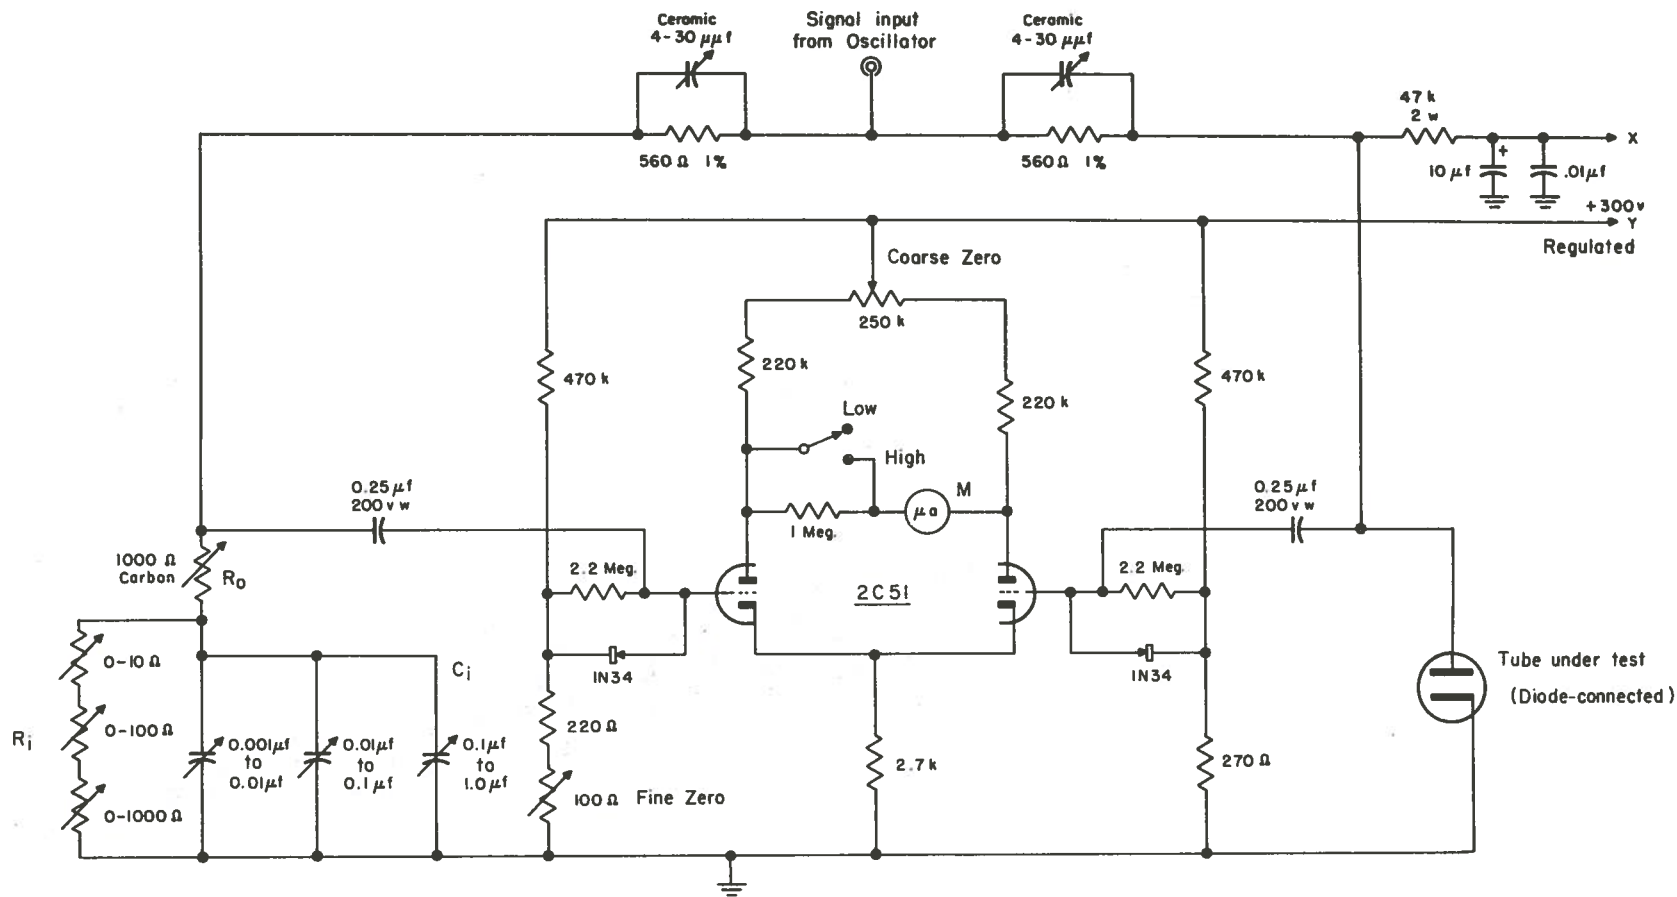 Ceramic
4-30 μμf
Signal input
from Oscillator
Ceramic
4-30 μμf
560 Ω 1%
560 Ω 1%
47 k
2 w
X
+
10 μf
.01 μf
+300 v
Y
Regulated
Coarse Zero
250 k
220 k
470 k
470 k
220 k
Low
High
M
μa
1 Meg.
0.25 μf
200 v w
0.25 μf
200 v w
1000 Ω
Carbon
R₀
2.2 Meg.
2C51
2.2 Meg.
1N34
1N34
Tube under test
(Diode-connected)
Rᵢ
0-10 Ω
0-100 Ω
0-1000 Ω
Cᵢ
0.001 μf
to
0.01 μf
0.01 μf
to
0.1 μf
0.1 μf
to
1.0 μf
220 Ω
100 Ω Fine Zero
2.7 k
270 Ω